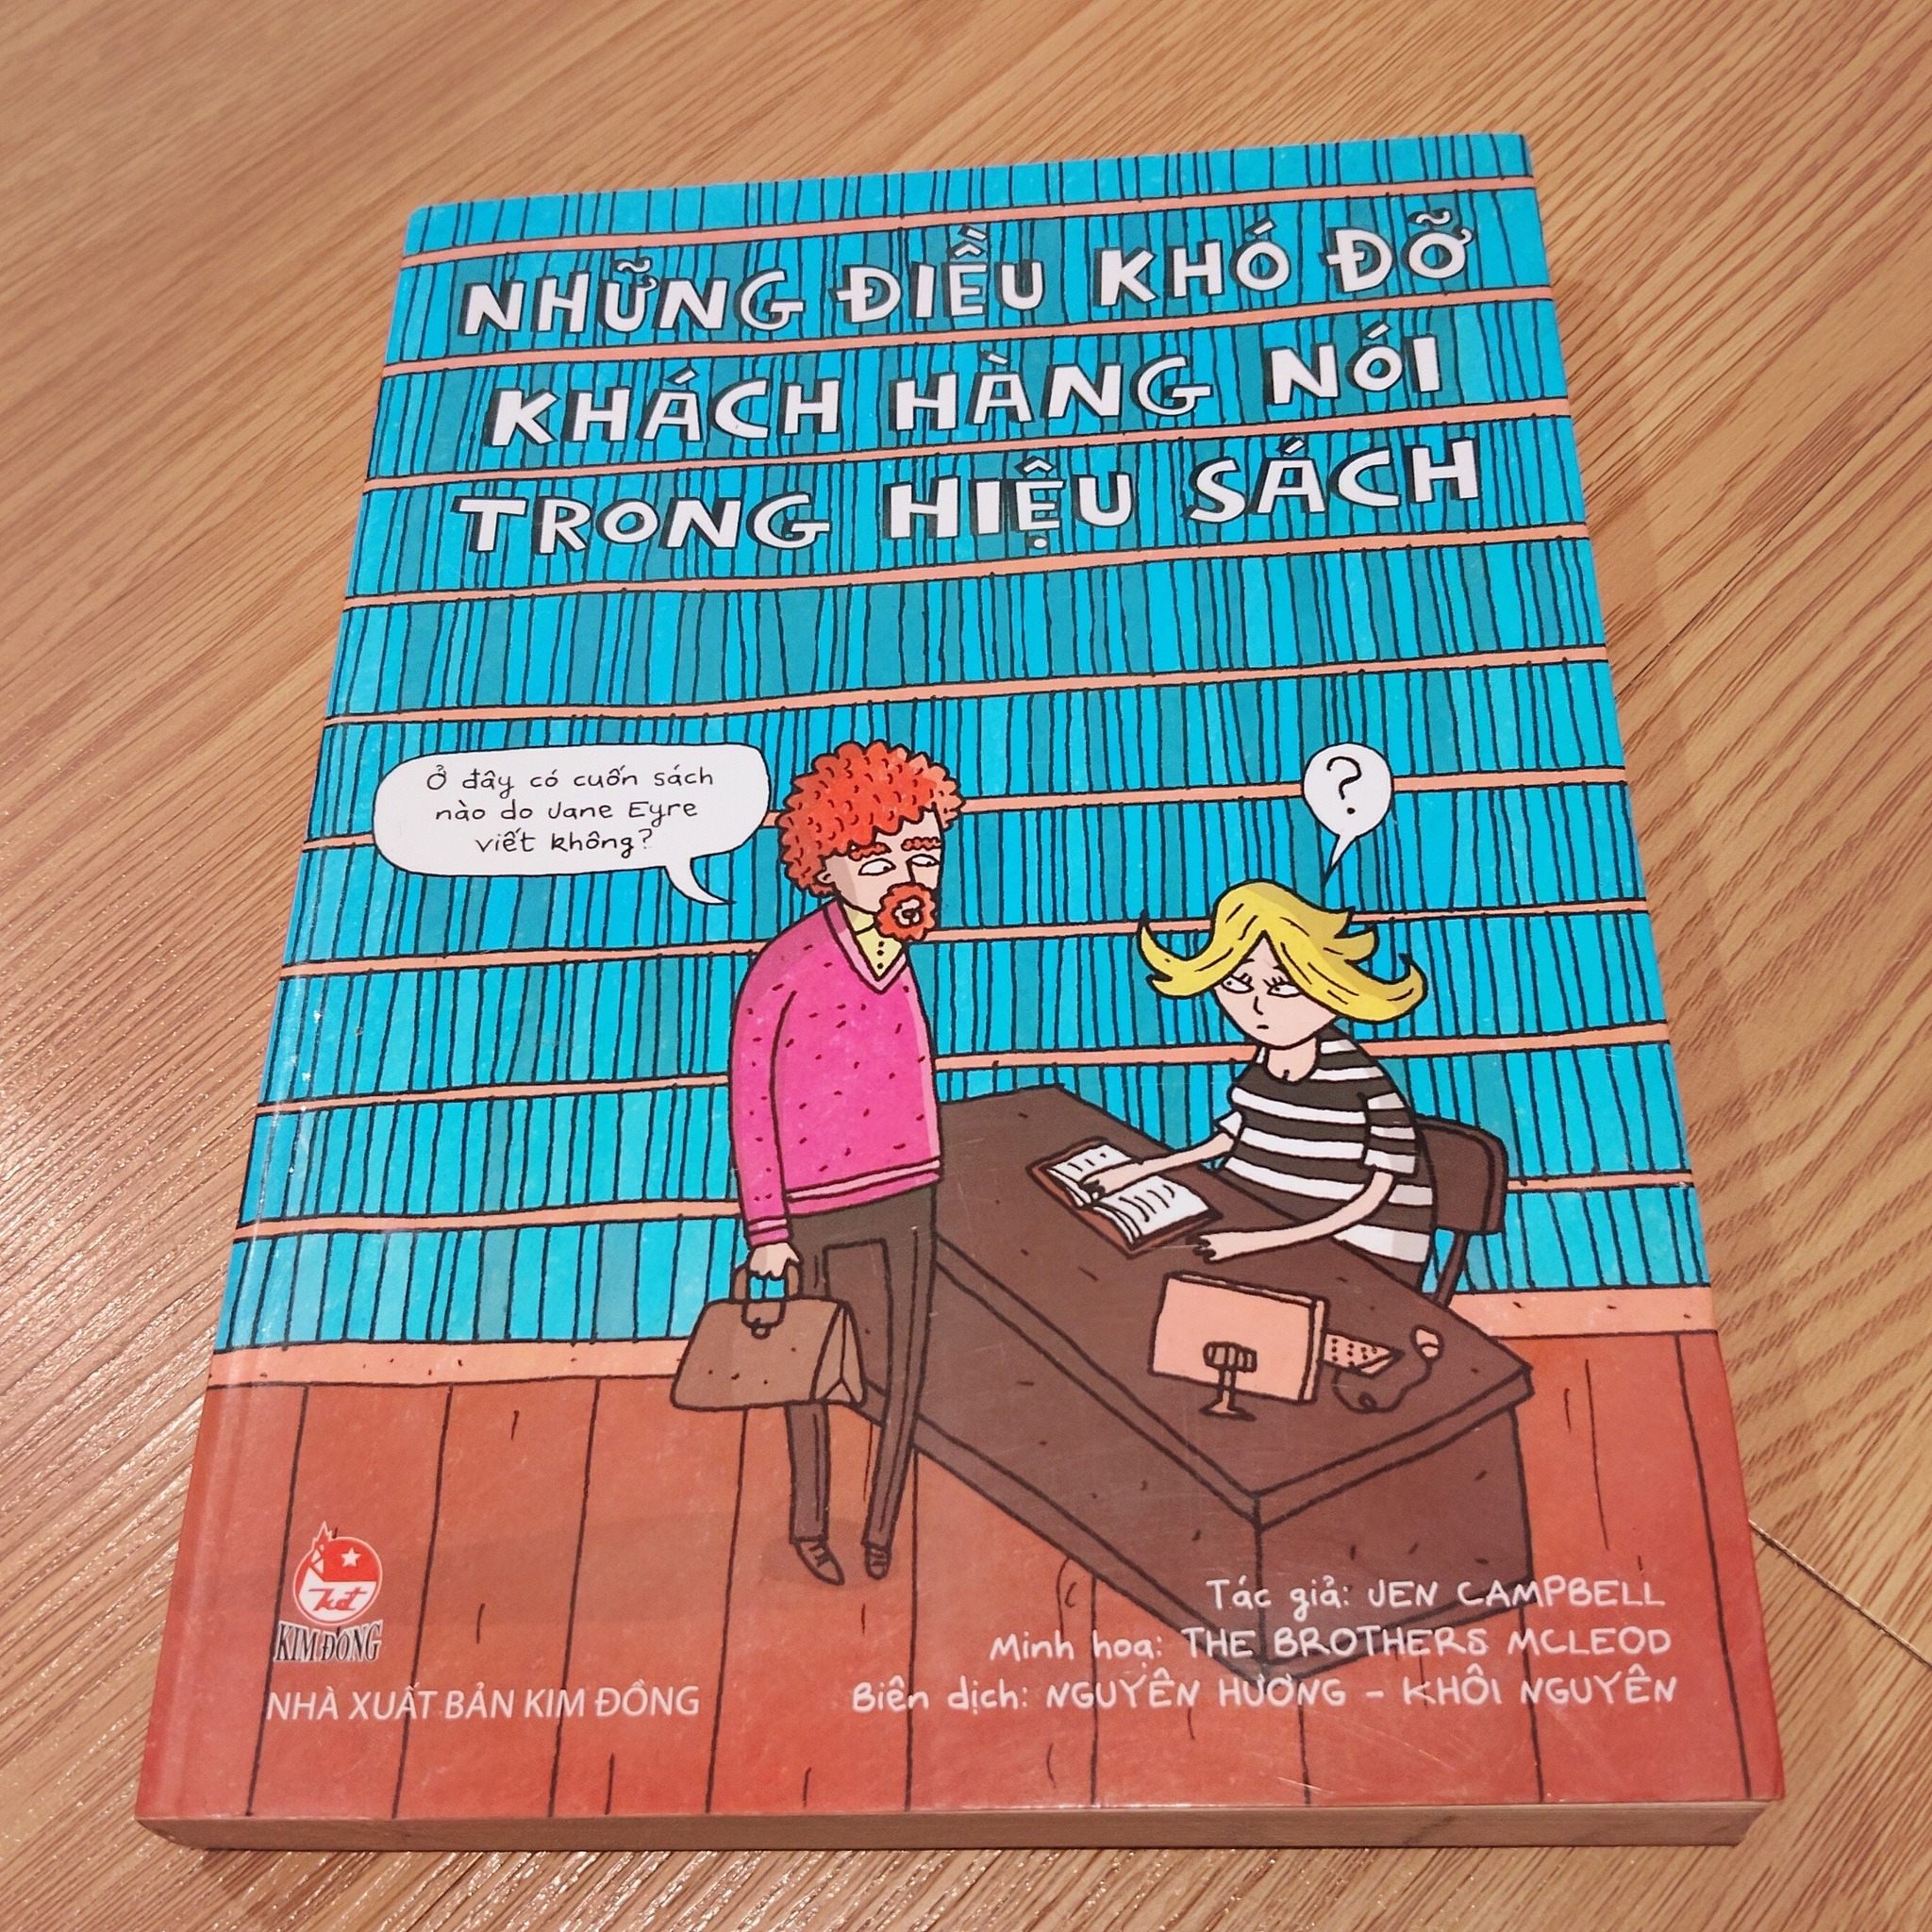 NHỮNG ĐIỀU KHÓ ĐỠ
KHÁCH HÀNG NÓI
TRONG HIỆU SÁCH
Ở đây có cuốn sách
nào do Jane Eyre
viết không?
?
Tác giả: JEN CAMPBELL
Minh hoạ: THE BROTHERS MCLEOD
Biên dịch: NGUYÊN HƯƠNG - KHÔI NGUYÊN
Kđ
KIM ĐỒNG
NHÀ XUẤT BẢN KIM ĐỒNG